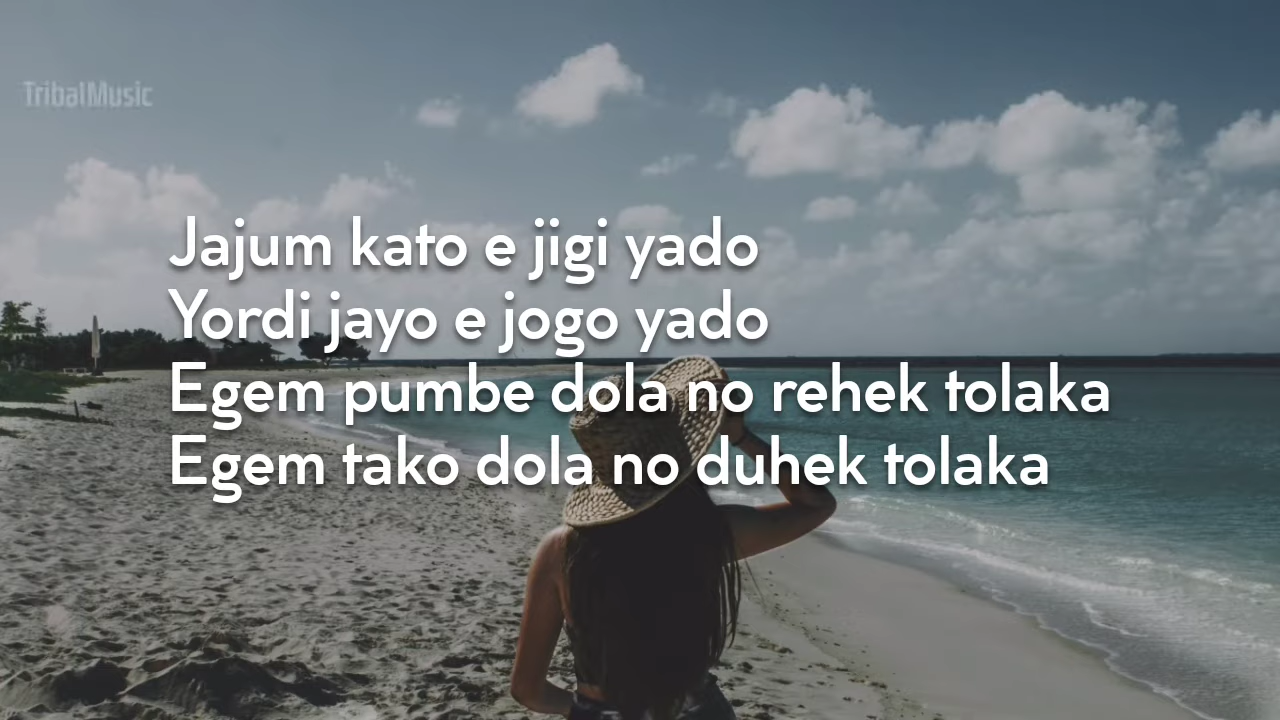 TribalMusic
Jajum kato e jigi yado
Yordi jayo e jogo yado
Egem pumbe dola no rehek tolaka
Egem tako dola no duhek tolaka